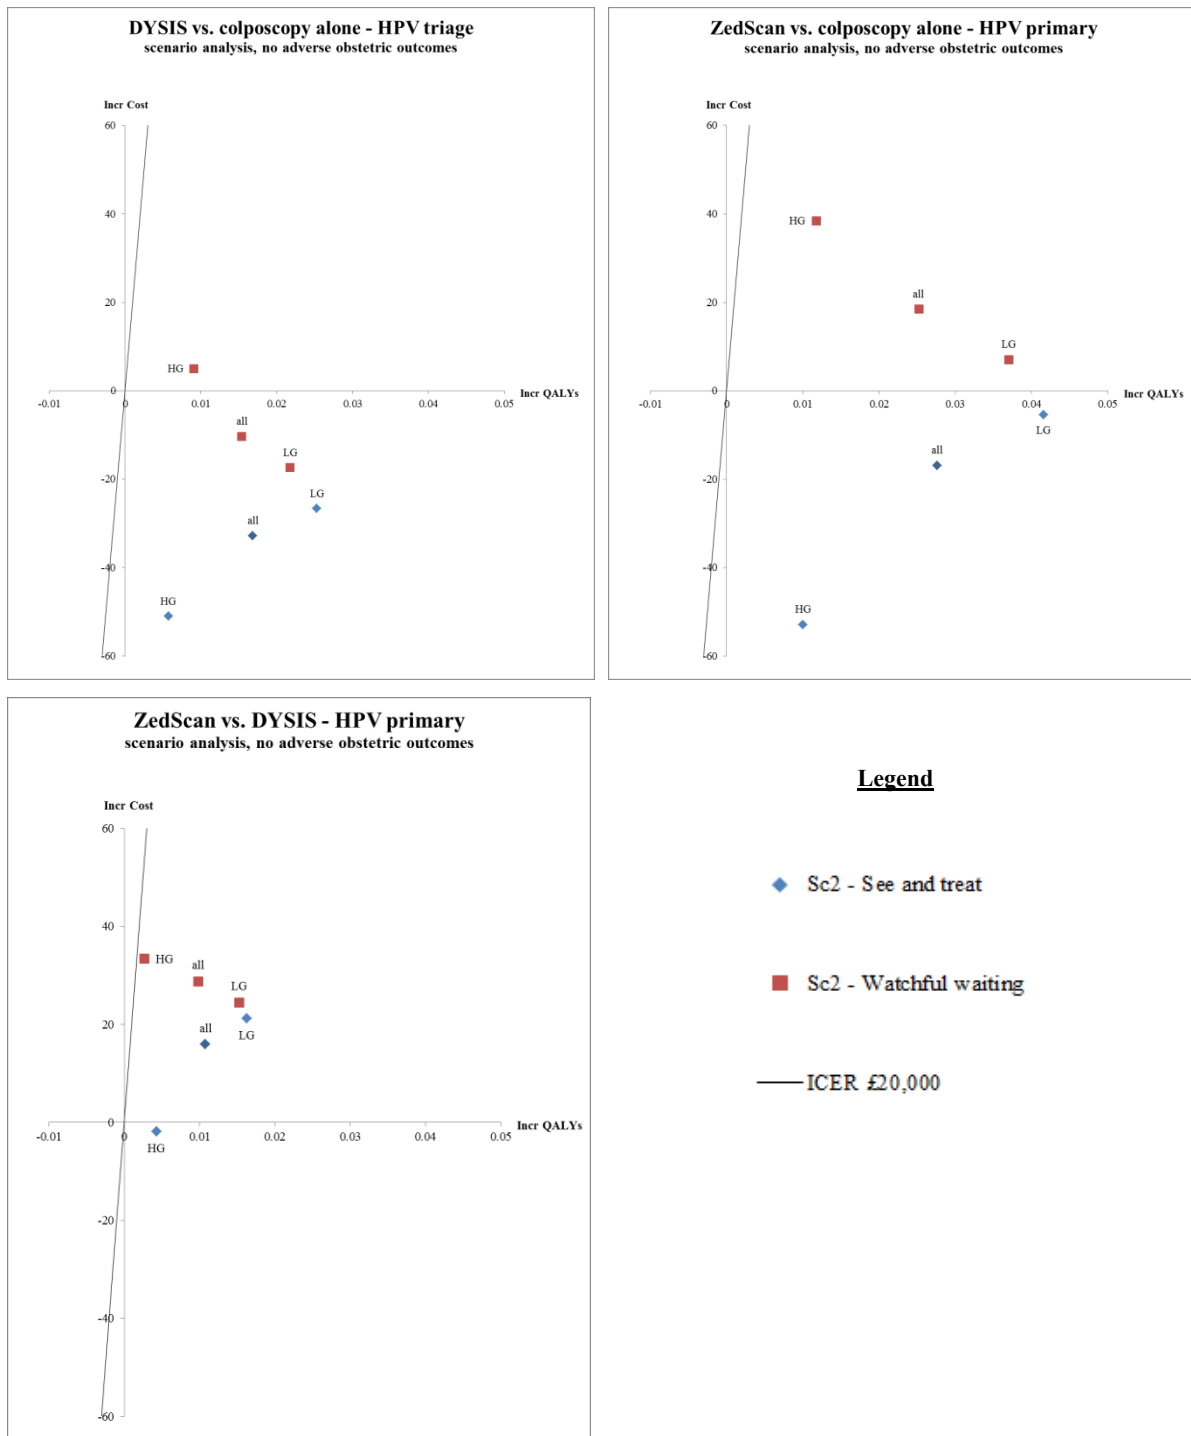 DYSIS vs. colposcopy alone - HPV triage
scenario analysis, no adverse obstetric outcomes
Incr Cost
60
40
20
HG
0
-0.01
0
0.01
0.02
0.03
0.04
0.05
Incr QALYs
all
LG
-20
LG
all
-40
HG
-60
ZedScan vs. colposcopy alone - HPV primary
scenario analysis, no adverse obstetric outcomes
Incr Cost
60
40
HG
20
all
LG
0
-0.01
0
0.01
0.02
0.03
0.04
0.05
Incr QALYs
LG
all
-20
-40
HG
-60
ZedScan vs. DYSIS - HPV primary
scenario analysis, no adverse obstetric outcomes
Incr Cost
60
40
HG
all
LG
20
all
LG
0
-0.01
0
0.01
0.02
0.03
0.04
0.05
Incr QALYs
HG
-20
-40
-60
Legend
Sc2 - See and treat
Sc2 - Watchful waiting
ICER £20,000